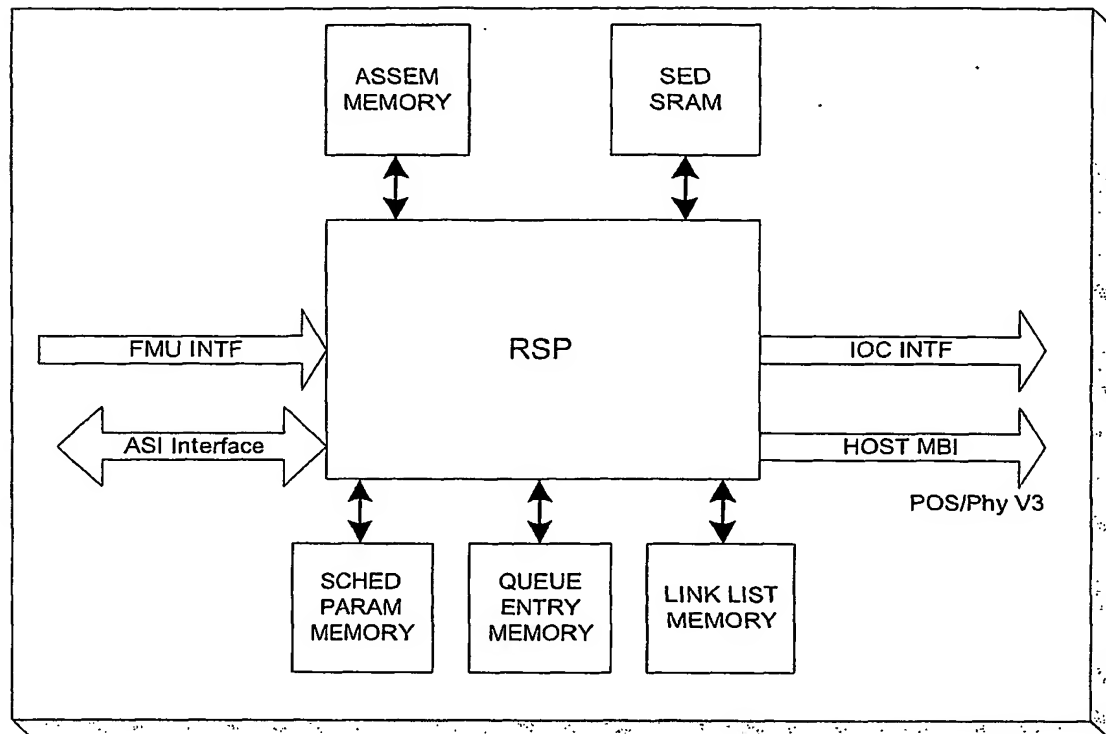 ASSEM
MEMORY
SED
SRAM
FMU INTF
RSP
IOC INTF
ASI Interface
HOST MBI
POS/Phy V3
SCHED
PARAM
MEMORY
QUEUE
ENTRY
MEMORY
LINK LIST
MEMORY